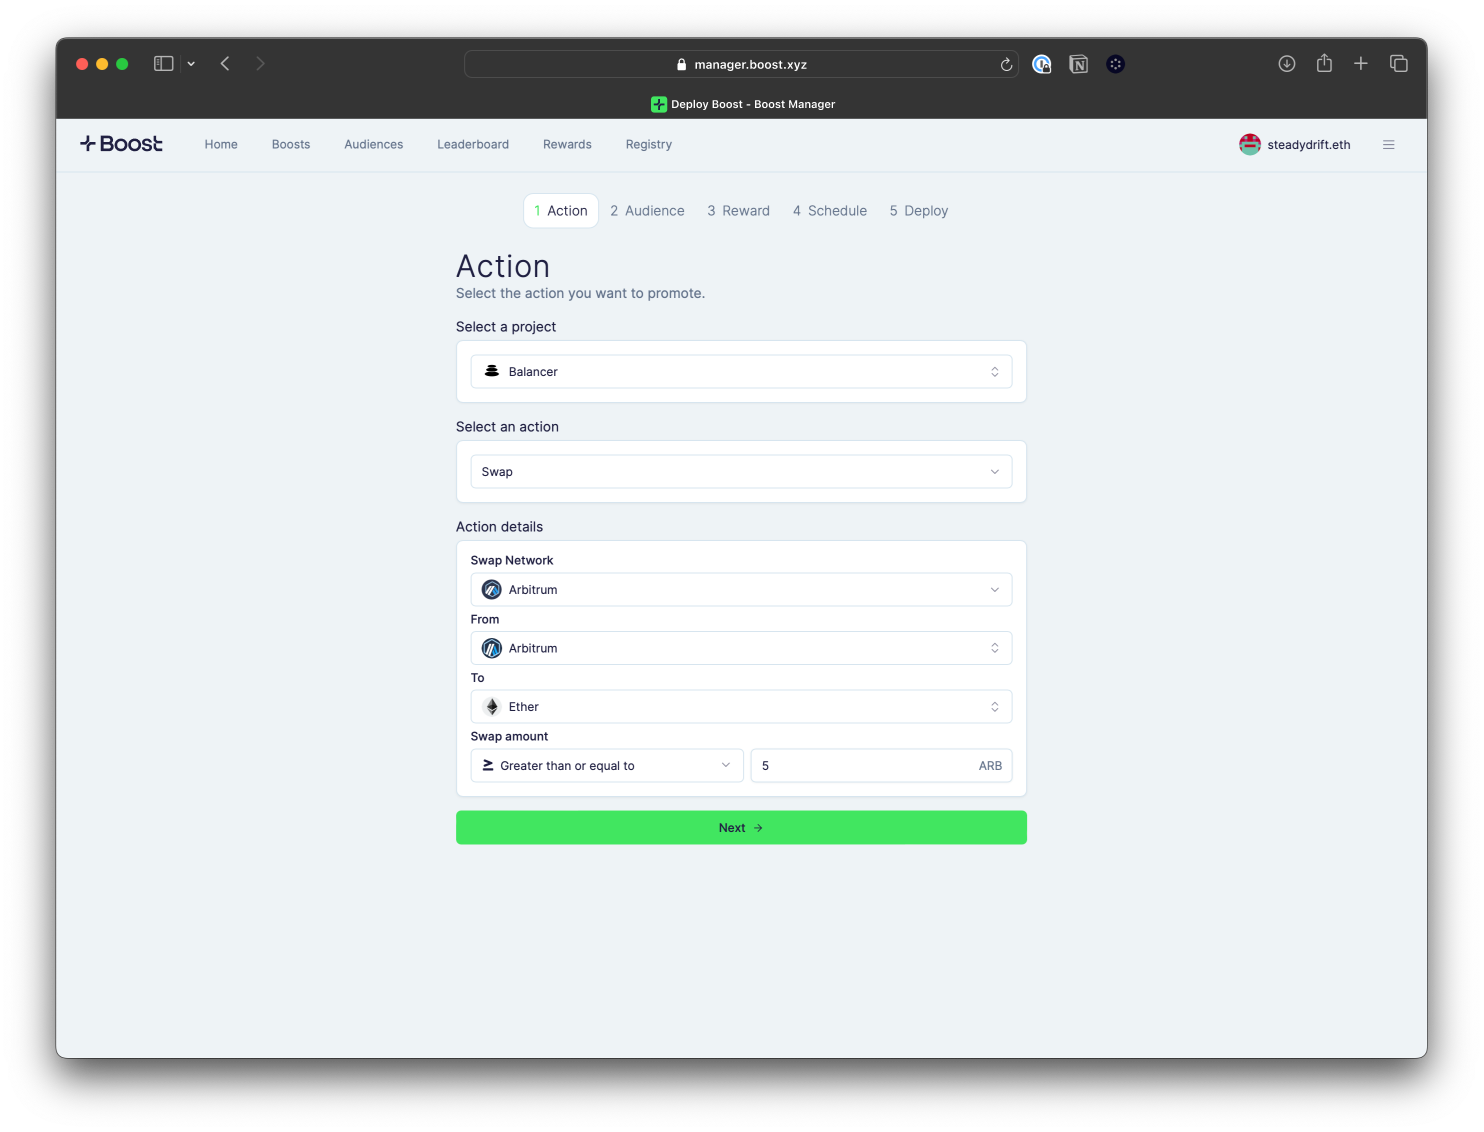 manager.boost.xyz
Deploy Boost - Boost Manager
Boost
Home Boosts Audiences Leaderboard Rewards Registry
steadydrift.eth
1 Action 2 Audience 3 Reward 4 Schedule 5 Deploy
Action
Select the action you want to promote.
Select a project
Balancer
Select an action
Swap
Action details
Swap Network
Arbitrum
From
Arbitrum
To
Ether
Swap amount
≥ Greater than or equal to 5 ARB
Next →